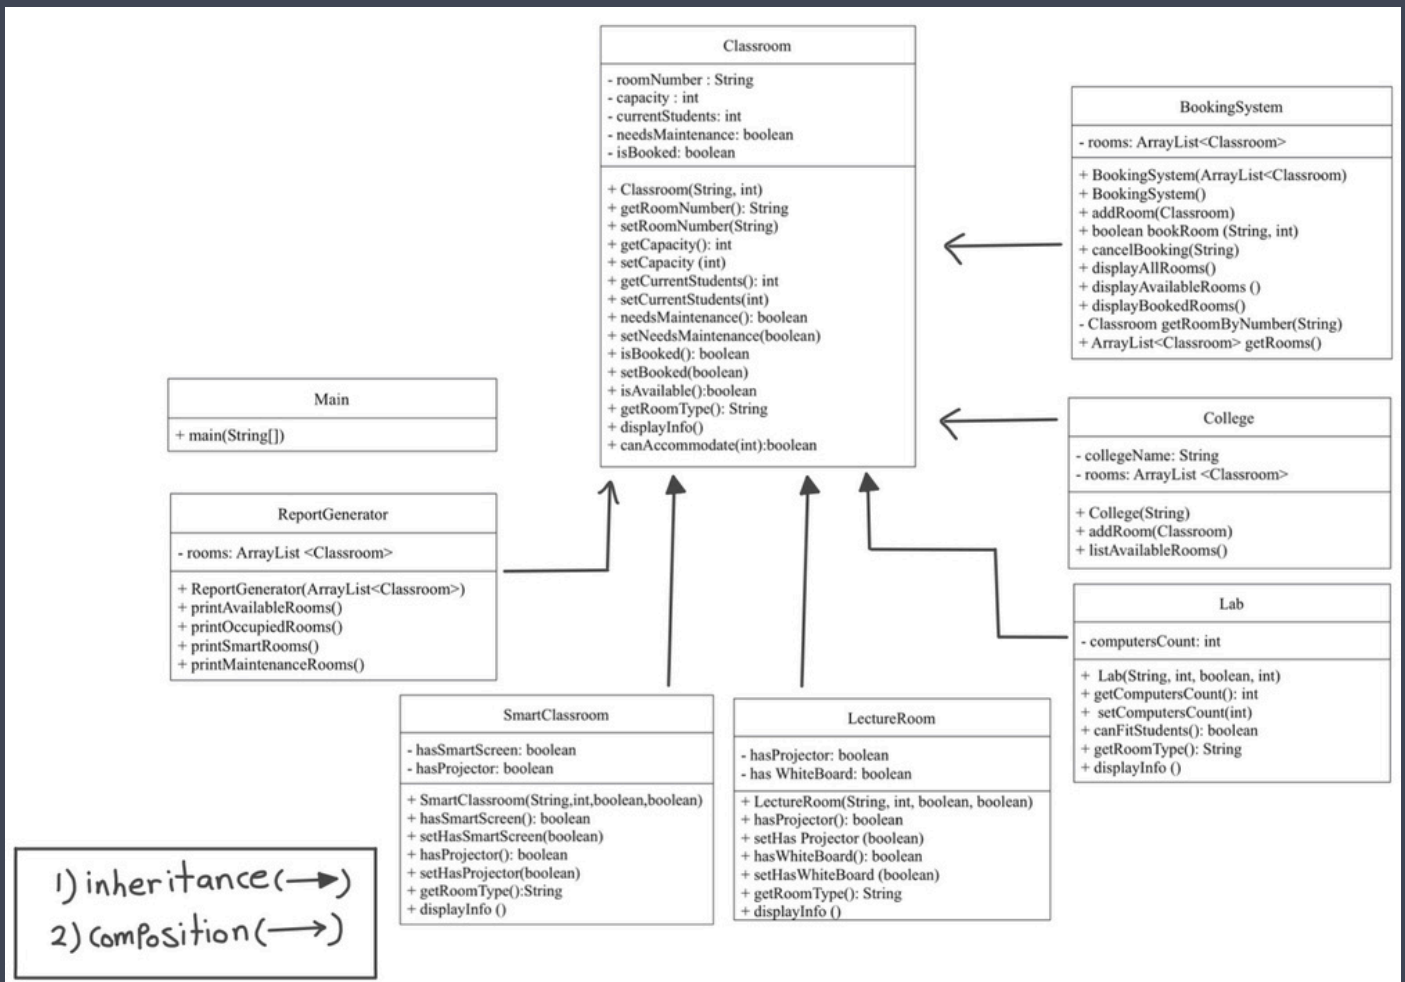 Classroom
- roomNumber : String
- capacity : int
- currentStudents: int
- needsMaintenance: boolean
- isBooked: boolean
+ Classroom(String, int)
+ getRoomNumber(): String
+ setRoomNumber(String)
+ getCapacity(): int
+ setCapacity (int)
+ getCurrentStudents(): int
+ setCurrentStudents(int)
+ needsMaintenance(): boolean
+ setNeedsMaintenance(boolean)
+ isBooked(): boolean
+ setBooked(boolean)
+ isAvailable():boolean
+ getRoomType(): String
+ displayInfo()
+ canAccommodate(int):boolean
BookingSystem
- rooms: ArrayList<Classroom>
+ BookingSystem(ArrayList<Classroom)
+ BookingSystem()
+ addRoom(Classroom)
+ boolean bookRoom (String, int)
+ cancelBooking(String)
+ displayAllRooms()
+ displayAvailableRooms ()
+ displayBookedRooms()
- Classroom getRoomByNumber(String)
+ ArrayList<Classroom> getRooms()
Main
+ main(String[])
College
- collegeName: String
- rooms: ArrayList <Classroom>
+ College(String)
+ addRoom(Classroom)
+ listAvailableRooms()
ReportGenerator
- rooms: ArrayList <Classroom>
+ ReportGenerator(ArrayList<Classroom>)
+ printAvailableRooms()
+ printOccupiedRooms()
+ printSmartRooms()
+ printMaintenanceRooms()
Lab
- computersCount: int
+ Lab(String, int, boolean, int)
+ getComputersCount(): int
+ setComputersCount(int)
+ canFitStudents(): boolean
+ getRoomType(): String
+ displayInfo ()
SmartClassroom
- hasSmartScreen: boolean
- hasProjector: boolean
+ SmartClassroom(String,int,boolean,boolean)
+ hasSmartScreen(): boolean
+ setHasSmartScreen(boolean)
+ hasProjector(): boolean
+ setHasProjector(boolean)
+ getRoomType():String
+ displayInfo ()
LectureRoom
- hasProjector: boolean
- has WhiteBoard: boolean
+ LectureRoom(String, int, boolean, boolean)
+ hasProjector(): boolean
+ setHas Projector (boolean)
+ hasWhiteBoard(): boolean
+ setHasWhiteBoard (boolean)
+ getRoomType(): String
+ displayInfo ()
1) inheritance(→)
2) composition(→)